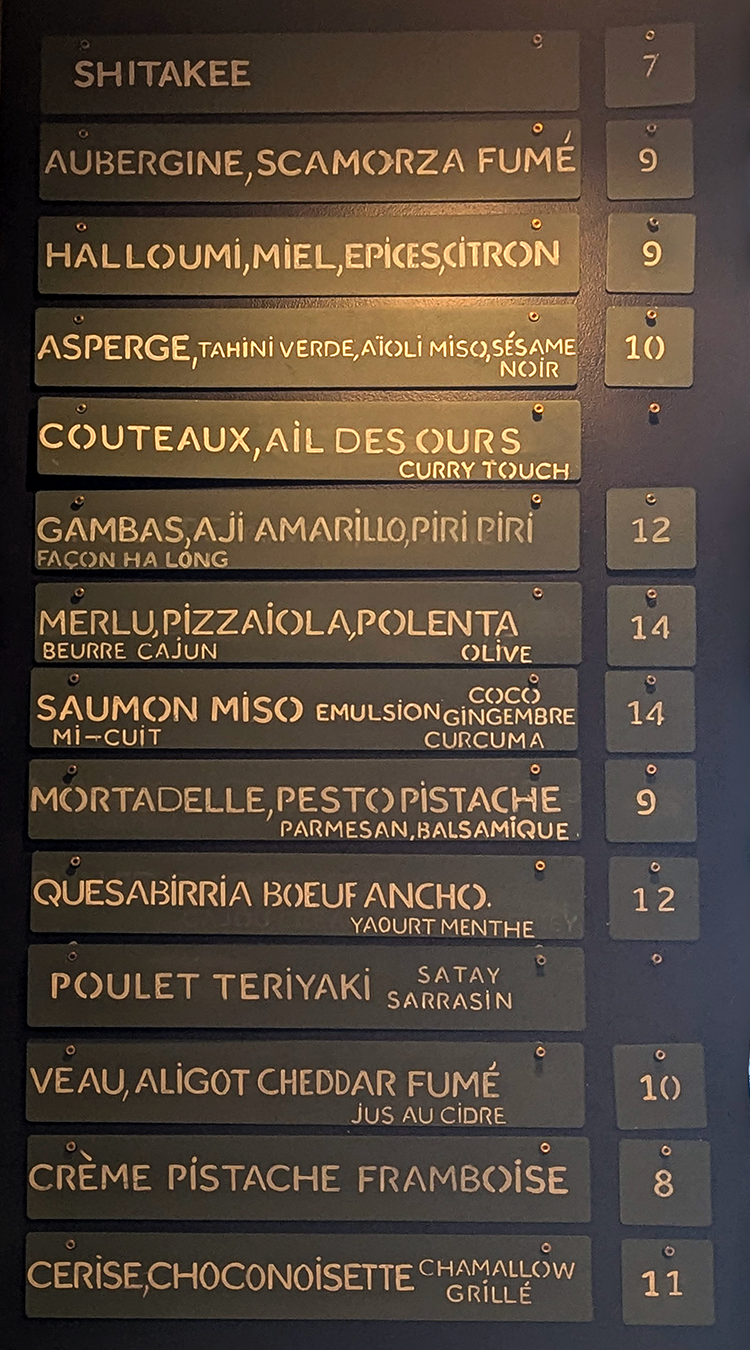 SHITAKEE 7
AUBERGINE, SCAMORZA FUMÉ 9
HALLOUMI, MIEL, EPICES, CITRON 9
ASPERGE, TAHINI VERDE, AÏOLI MISO, SÉSAME 10
NOIR
COUTEAUX, AIL DES OURS
CURRY TOUCH
GAMBAS, AJI AMARILLO, PIRI PIRI 12
FAÇON HA LONG
MERLU, PIZZAIOLA, POLENTA 14
BEURRE CAJUN OLIVE
SAUMON MISO EMULSION COCO 14
GINGEMBRE
MI-CUIT CURCUMA
MORTADELLE, PESTO PISTACHE 9
PARMESAN, BALSAMIQUE
QUESABIRRIA BOEUF ANCHO. 12
YAOURT MENTHE
POULET TERIYAKI SATAY
SARRASIN
VEAU, ALIGOT CHEDDAR FUMÉ 10
JUS AU CIDRE
CRÈME PISTACHE FRAMBOISE 8
CERISE, CHOCONOISETTE CHAMALLOW 11
GRILLÉ